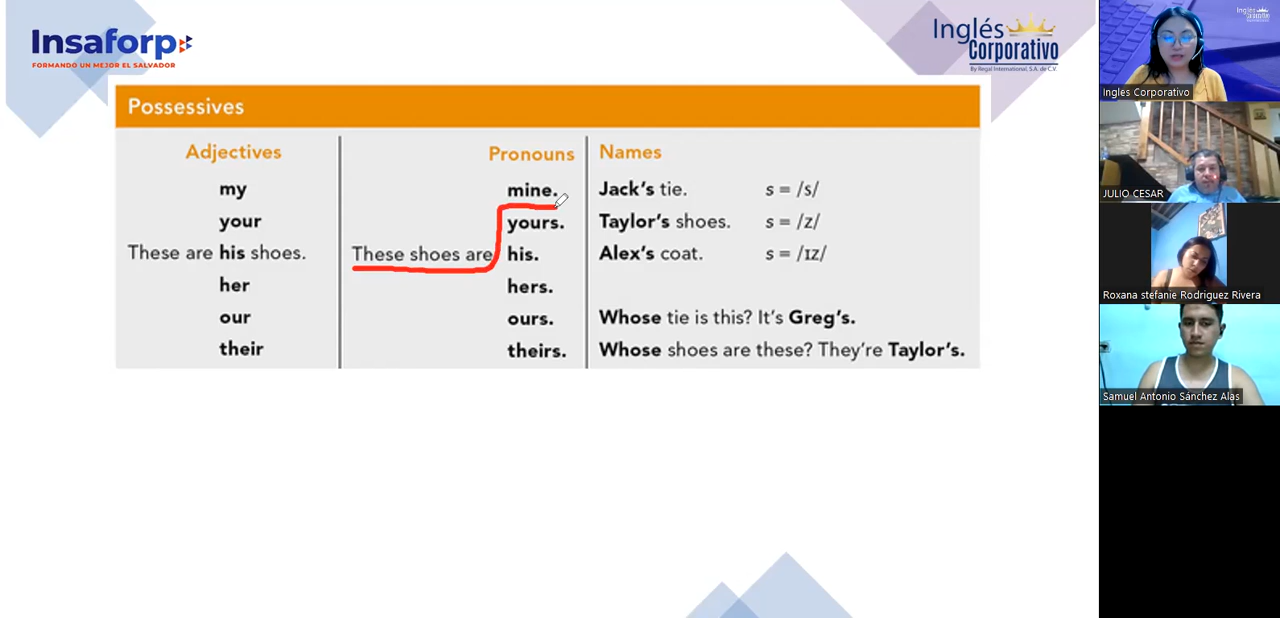 Insaforp
FORMANDO UN MEJOR EL SALVADOR
Inglés
Corporativo
By Regal International, S.A. de C.V.
Possessives
Adjectives
my
your
These are his shoes.
her
our
their
Pronouns
mine.
yours.
These shoes are his.
hers.
ours.
theirs.
Names
Jack's tie. s = /s/
Taylor's shoes. s = /z/
Alex's coat. s = /ɪz/
Whose tie is this? It's Greg's.
Whose shoes are these? They're Taylor's.
Inglés
Corporativo
Ingles Corporativo
JULIO CESAR
Roxana stefanie Rodriguez Rivera
Samuel Antonio Sánchez Alas